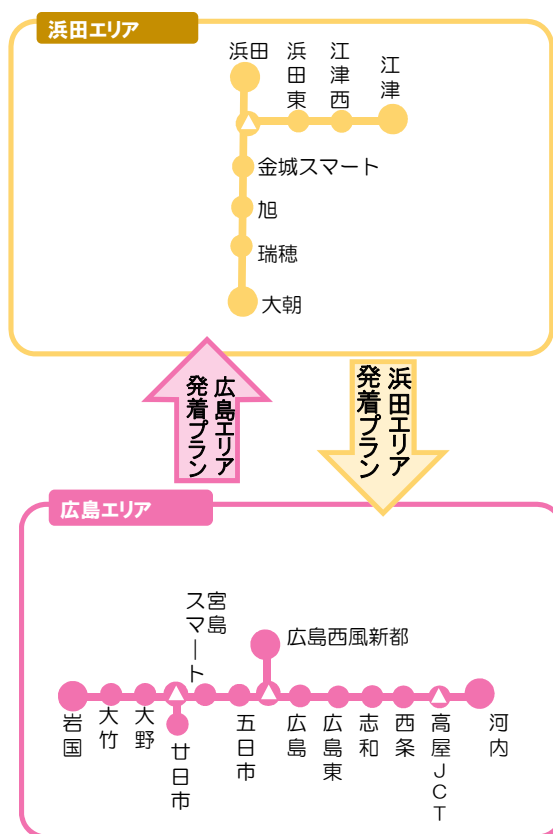 浜田エリア
浜田
浜田東
江津西
江津
金城スマート
旭
瑞穂
大朝
広島エリア
発着プラン
浜田エリア
発着プラン
広島エリア
宮島
スマート
広島西風新都
岩国
大竹
大野
廿日市
五日市
広島
広島東
志和
西条
高屋JCT
河内